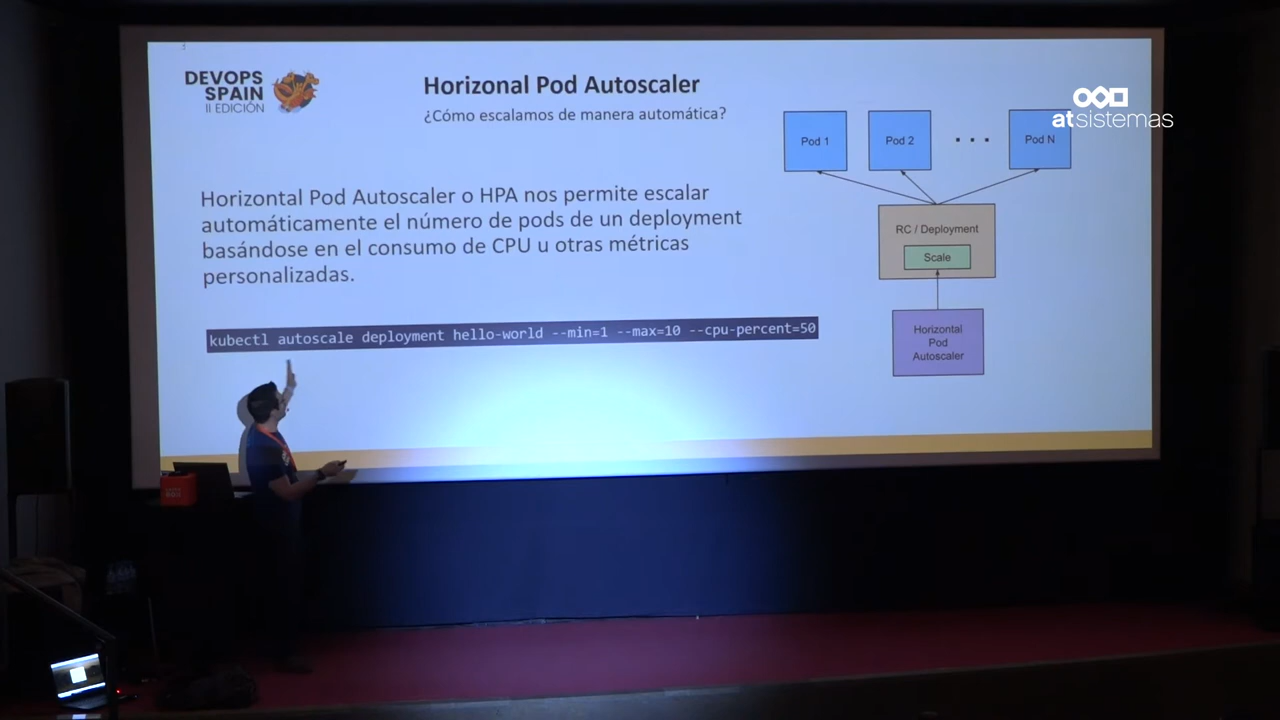 DEVOPS
SPAIN
II EDICIÓN
Horizonal Pod Autoscaler
¿Cómo escalamos de manera automática?
atsistemas
Pod 1
Pod 2
. . .
Pod N
Horizontal Pod Autoscaler o HPA nos permite escalar
automáticamente el número de pods de un deployment
basándose en el consumo de CPU u otras métricas
personalizadas.
RC / Deployment
Scale
kubectl autoscale deployment hello-world --min=1 --max=10 --cpu-percent=50
Horizontal
Pod
Autoscaler